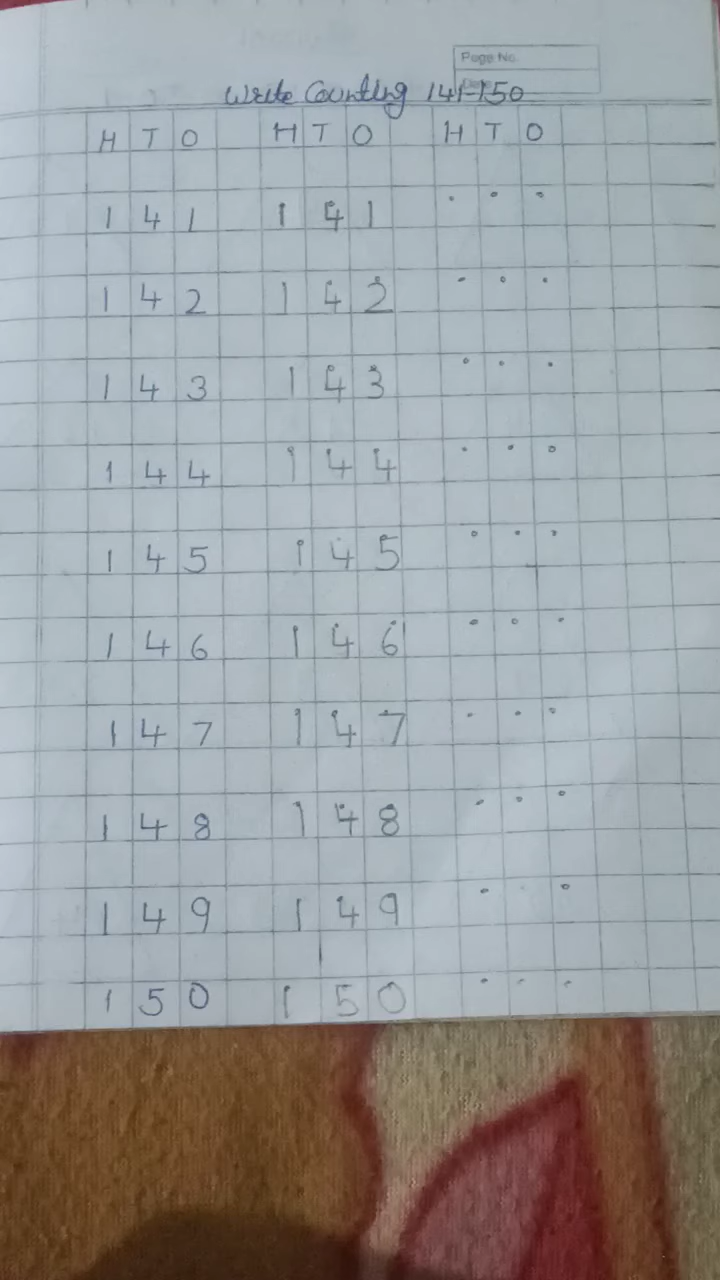 Page No.
Write Counting 141-150
H T O H T O H T O
1 4 1 1 4 1 . . .
1 4 2 1 4 2 . . .
1 4 3 1 4 3 . . .
1 4 4 1 4 4 . . .
1 4 5 1 4 5 . . .
1 4 6 1 4 6 . . .
1 4 7 1 4 7 . . .
1 4 8 1 4 8 . . .
1 4 9 1 4 9 . . .
1 5 0 1 5 0 . . .